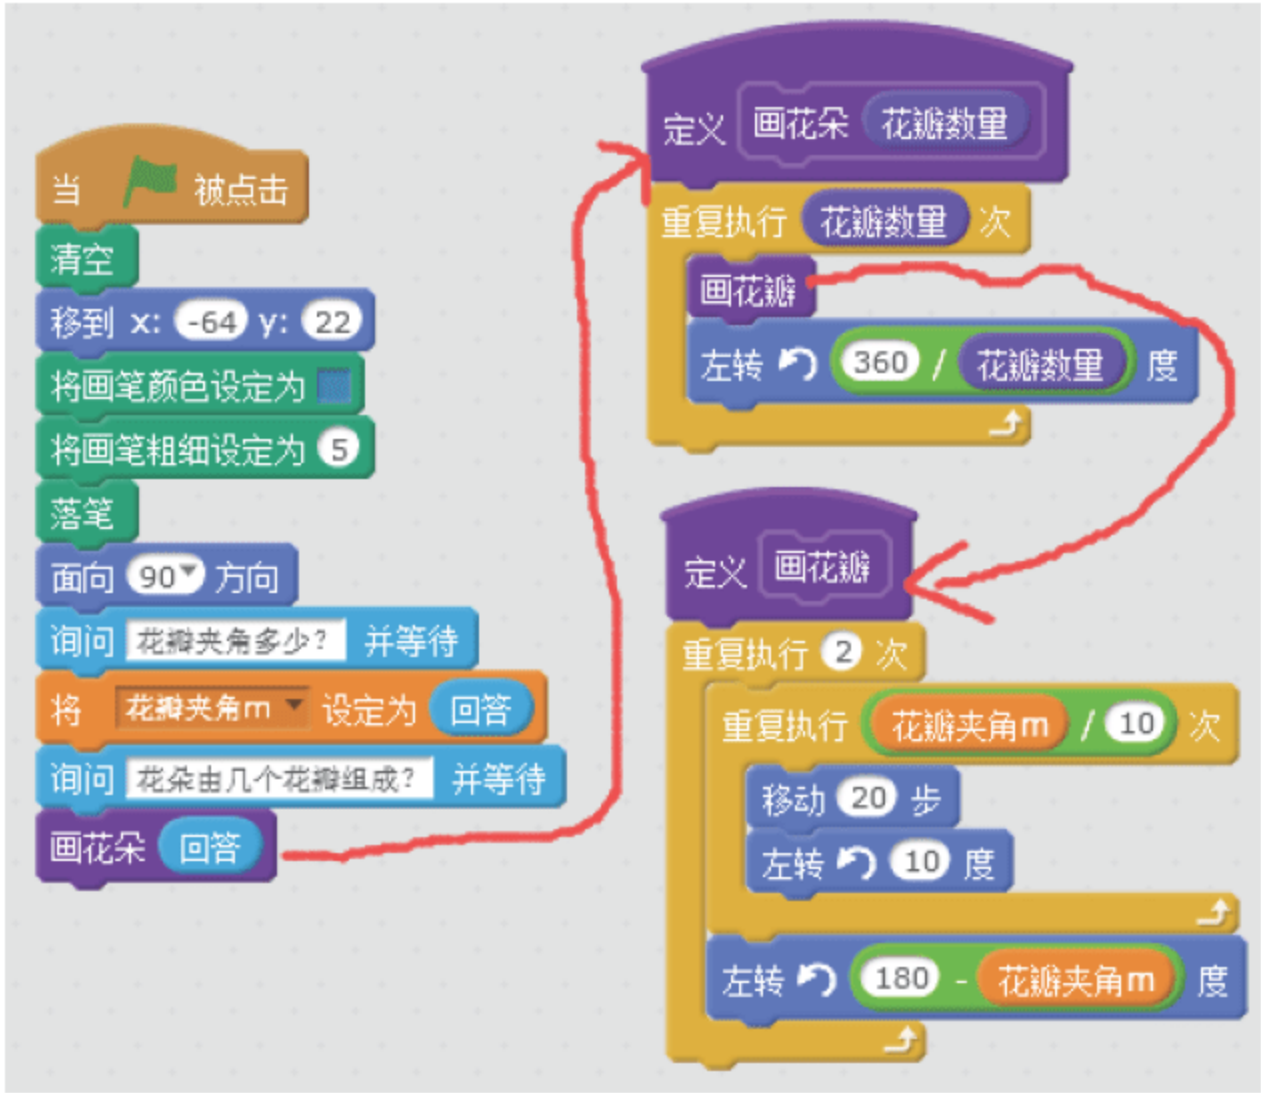 当 被点击
清空
移到 x: -64 y: 22
将画笔颜色设定为
将画笔粗细设定为 5
落笔
面向 90 方向
询问 花瓣夹角多少? 并等待
将 花瓣夹角m 设定为 回答
询问 花朵由几个花瓣组成? 并等待
画花朵 回答
定义 画花朵 花瓣数量
重复执行 花瓣数量 次
画花瓣
左转 360 / 花瓣数量 度
定义 画花瓣
重复执行 2 次
重复执行 花瓣夹角m / 10 次
移动 20 步
左转 10 度
左转 180 - 花瓣夹角m 度